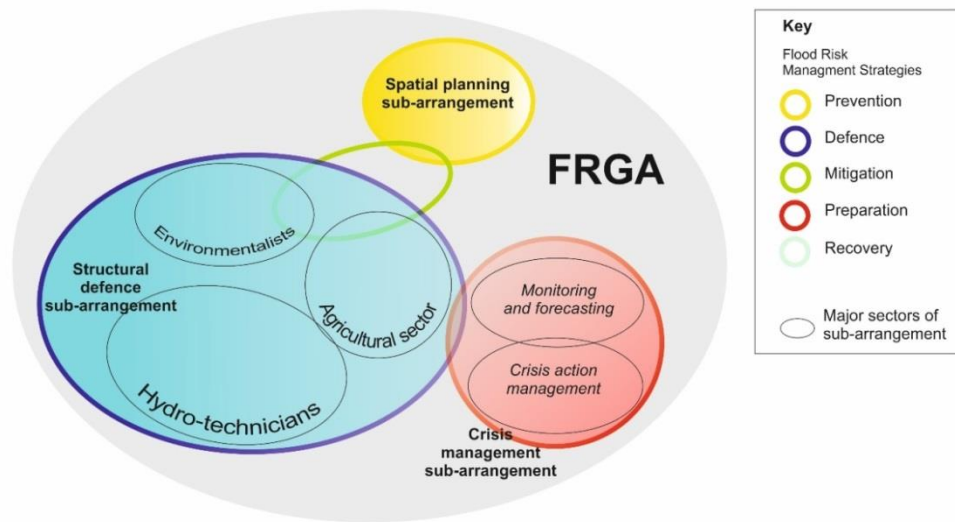 Spatial planning
sub-arrangement
FRGA
Environmentalists
Structural
defence
sub-arrangement
Agricultural sector
Hydro-technicians
Monitoring
and forecasting
Crisis action
management
Crisis
management
sub-arrangement
Key
Flood Risk
Managment Strategies
Prevention
Defence
Mitigation
Preparation
Recovery
Major sectors of
sub-arrangement